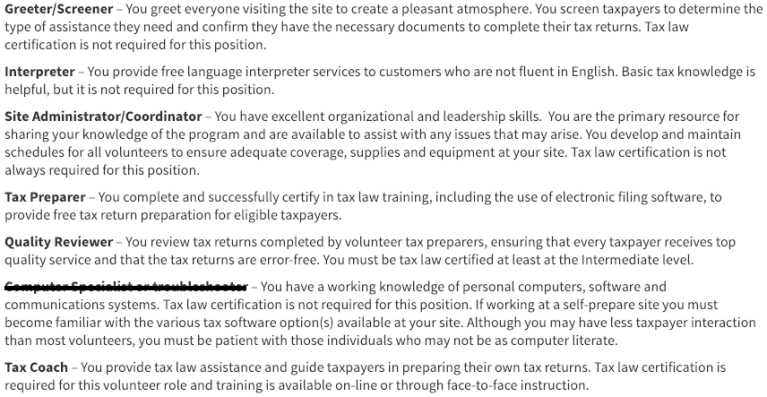 Greeter/Screener – You greet everyone visiting the site to create a pleasant atmosphere. You screen taxpayers to determine the
type of assistance they need and confirm they have the necessary documents to complete their tax returns. Tax law
certification is not required for this position.
Interpreter – You provide free language interpreter services to customers who are not fluent in English. Basic tax knowledge is
helpful, but it is not required for this position.
Site Administrator/Coordinator – You have excellent organizational and leadership skills.  You are the primary resource for
sharing your knowledge of the program and are available to assist with any issues that may arise. You develop and maintain
schedules for all volunteers to ensure adequate coverage, supplies and equipment at your site. Tax law certification is not
always required for this position.
Tax Preparer – You complete and successfully certify in tax law training, including the use of electronic filing software, to
provide free tax return preparation for eligible taxpayers.
Quality Reviewer – You review tax returns completed by volunteer tax preparers, ensuring that every taxpayer receives top
quality service and that the tax returns are error-free. You must be tax law certified at least at the Intermediate level.
Computer Specialist or troubleshooter – You have a working knowledge of personal computers, software and
communications systems. Tax law certification is not required for this position. If working at a self-prepare site you must
become familiar with the various tax software option(s) available at your site. Although you may have less taxpayer interaction
than most volunteers, you must be patient with those individuals who may not be as computer literate.
Tax Coach – You provide tax law assistance and guide taxpayers in preparing their own tax returns. Tax law certification is
required for this volunteer role and training is available on-line or through face-to-face instruction.